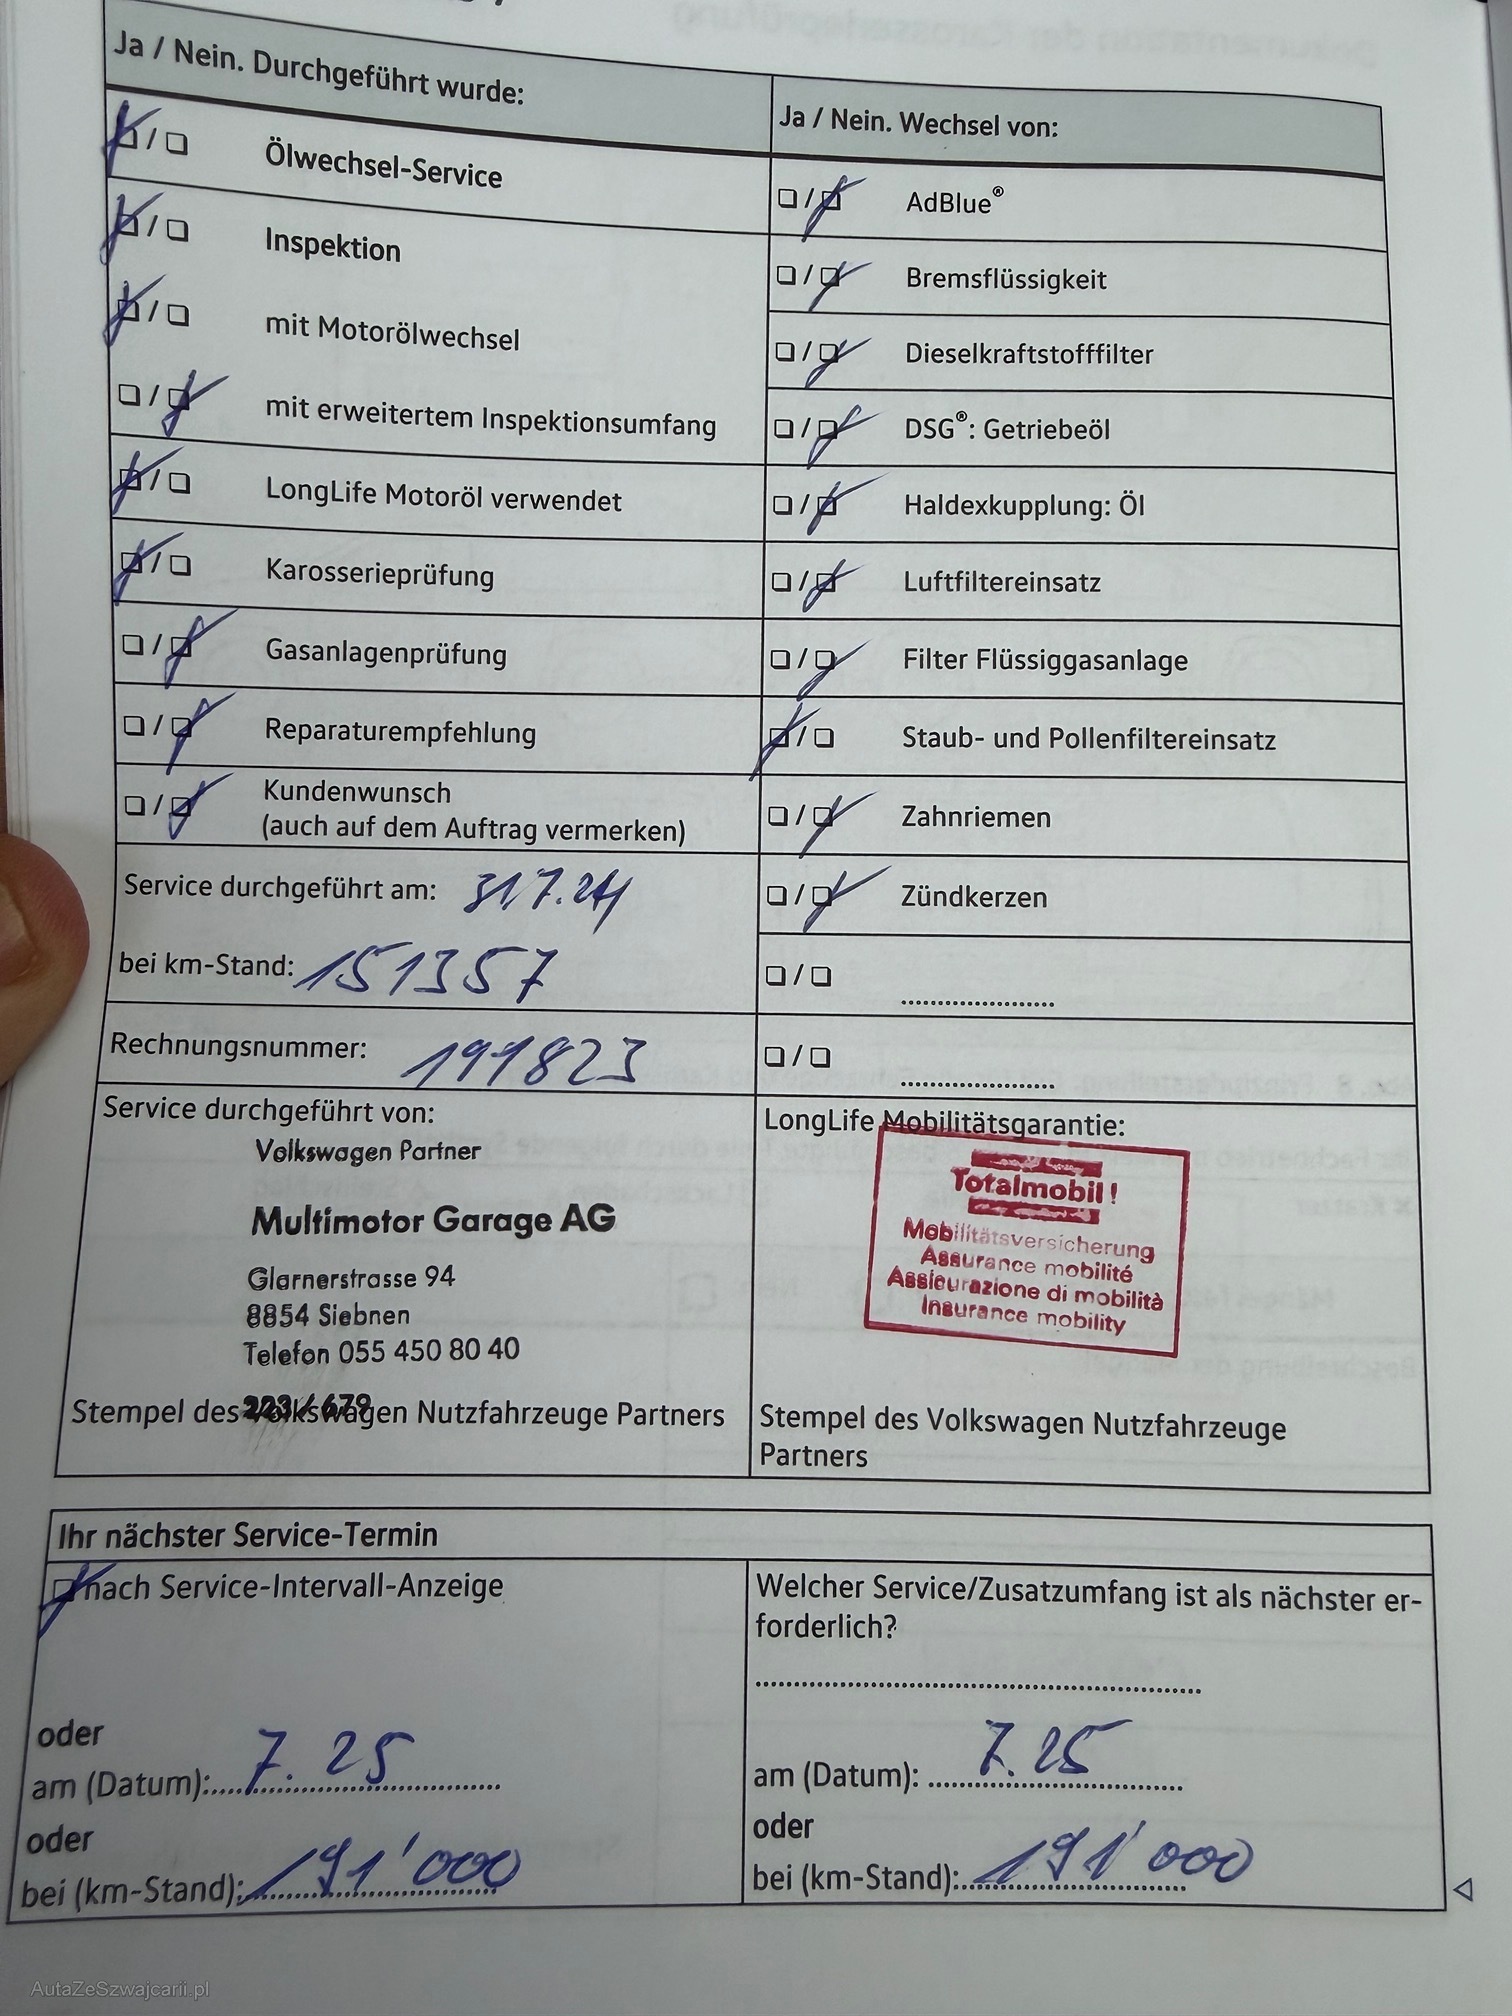 Ja / Nein. Durchgeführt wurde:
Ölwechsel-Service
Inspektion
mit Motorölwechsel
mit erweitertem Inspektionsumfang
LongLife Motoröl verwendet
Karosserieprüfung
Gasanlagenprüfung
Reparaturempfehlung
Kundenwunsch
(auch auf dem Auftrag vermerken)
Service durchgeführt am: 31.7.24
bei km-Stand: 151357
Rechnungsnummer: 191823
Service durchgeführt von:
Volkswagen Partner
Multimotor Garage AG
Glarnerstrasse 94
8854 Siebnen
Telefon 055 450 80 40
Stempel des Volkswagen Nutzfahrzeuge Partners
Ja / Nein. Wechsel von:
AdBlue®
Bremsflüssigkeit
Dieselkraftstofffilter
DSG®: Getriebeöl
Haldexkupplung: Öl
Luftfiltereinsatz
Filter Flüssiggasanlage
Staub- und Pollenfiltereinsatz
Zahnriemen
Zündkerzen
LongLife Mobilitätsgarantie:
Totalmobil!
Mobilitätsversicherung
Assurance mobilité
Assicurazione di mobilità
Insurance mobility
Stempel des Volkswagen Nutzfahrzeuge
Partners
Ihr nächster Service-Termin
nach Service-Intervall-Anzeige
oder
am (Datum): 7. 25
oder
bei (km-Stand): 191'000
Welcher Service/Zusatzumfang ist als nächster er-
forderlich?
am (Datum): 7. 25
oder
bei (km-Stand): 191'000
AutaZeSzwajcarii.pl